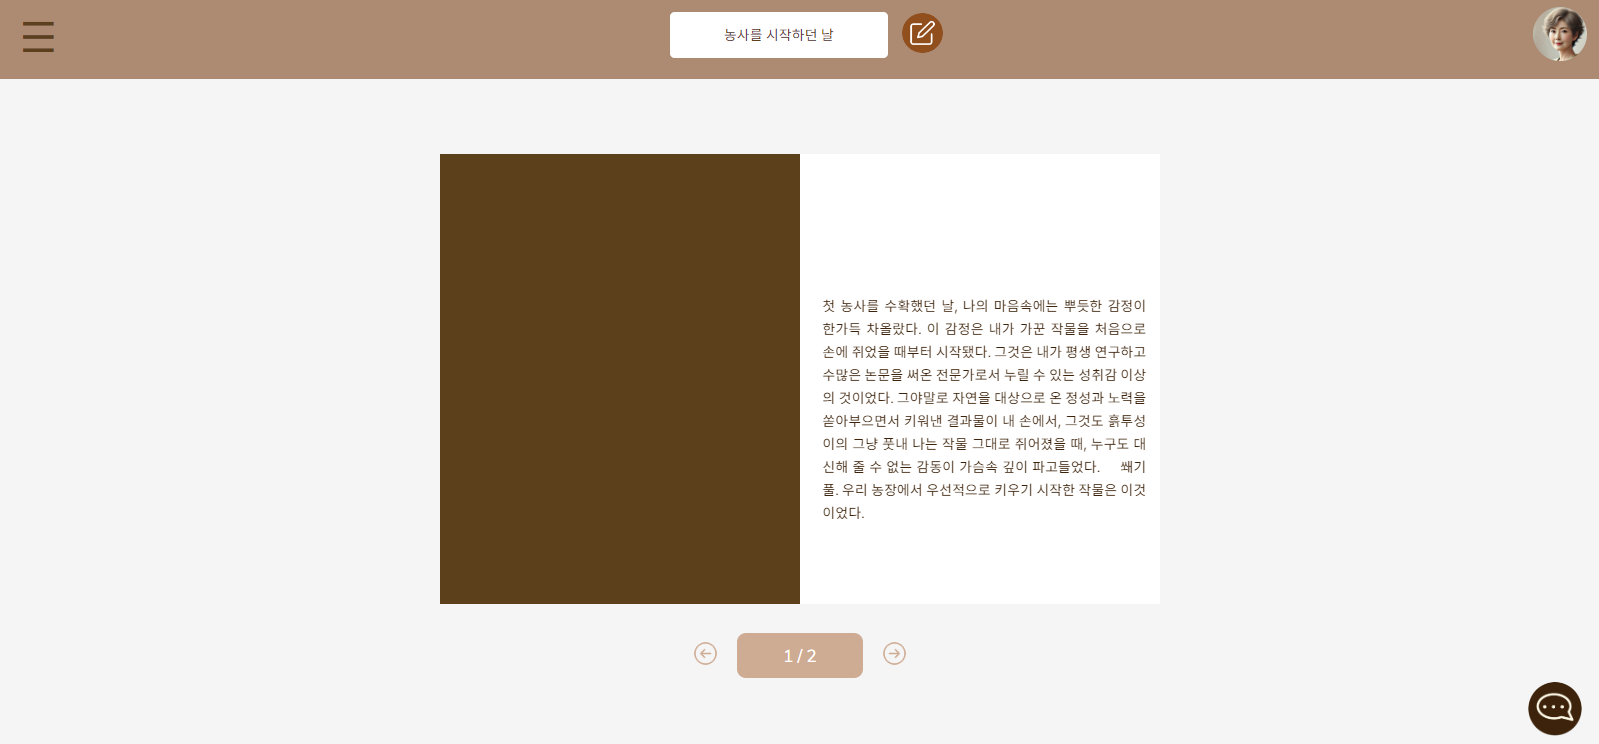 농사를 시작하던 날
첫 농사를 수확했던 날, 나의 마음속에는 뿌듯한 감정이
한가득 차올랐다. 이 감정은 내가 가꾼 작물을 처음으로
손에 쥐었을 때부터 시작됐다. 그것은 내가 평생 연구하고
수많은 논문을 써온 전문가로서 누릴 수 있는 성취감 이상
의 것이었다. 그야말로 자연을 대상으로 온 정성과 노력을
쏟아부으면서 키워낸 결과물이 내 손에서, 그것도 흙투성
이의 그냥 풋내 나는 작물 그대로 쥐어졌을 때, 누구도 대
신해 줄 수 없는 감동이 가슴속 깊이 파고들었다. 쐐기
풀. 우리 농장에서 우선적으로 키우기 시작한 작물은 이것
이었다.
1 / 2